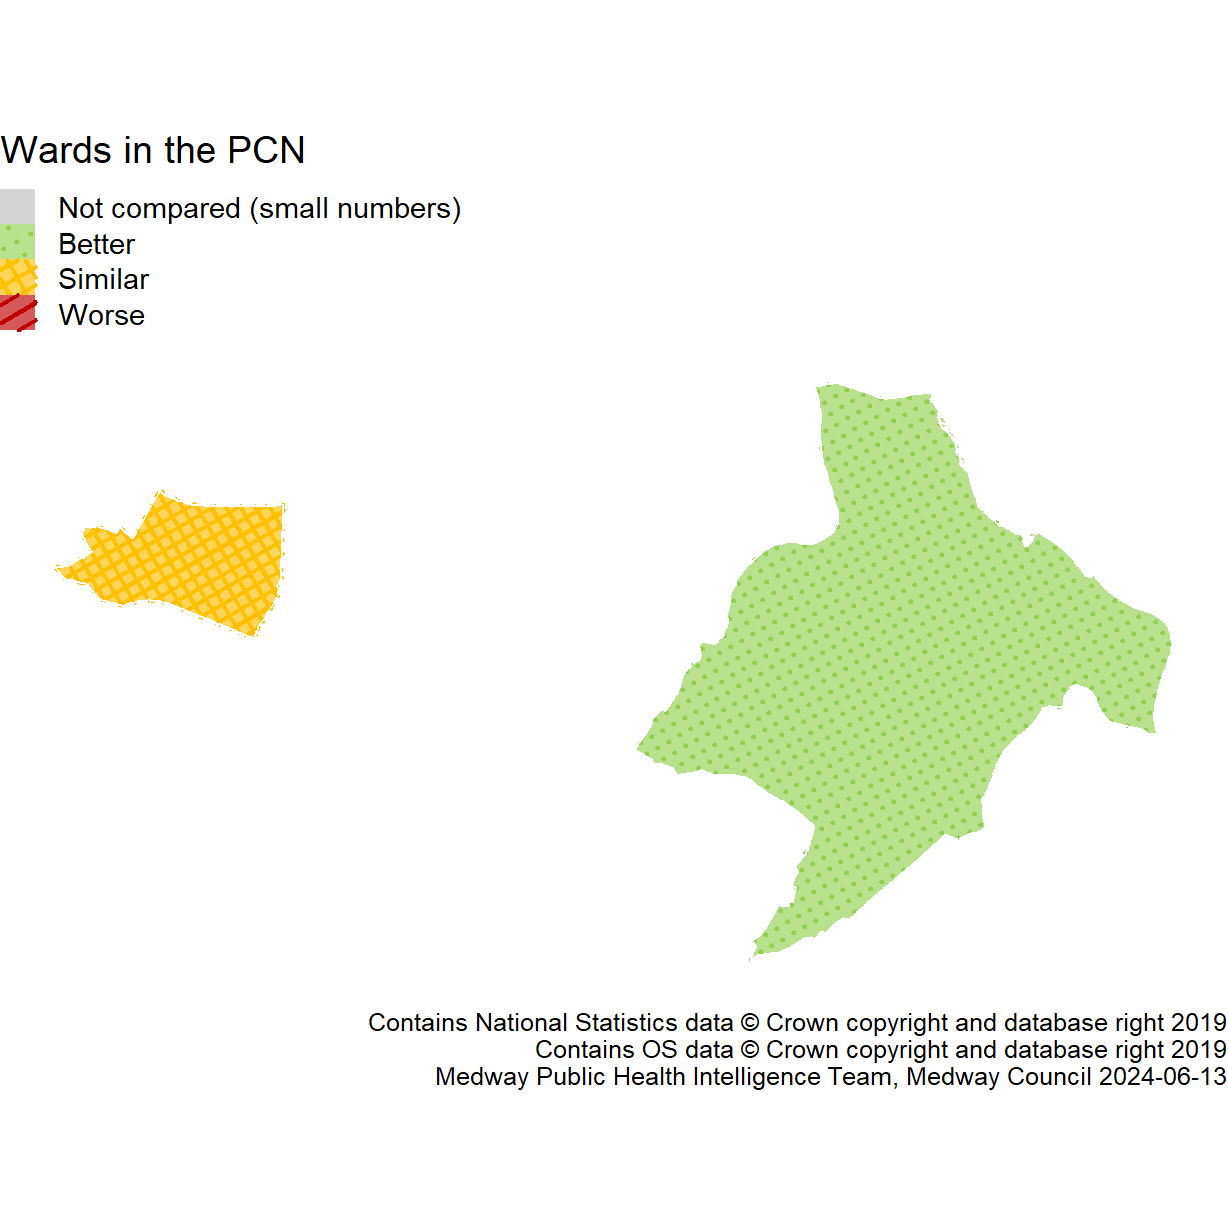 Wards in the PCN
Not compared (small numbers)
Better
Similar
Worse
Contains National Statistics data © Crown copyright and database right 2019
Contains OS data © Crown copyright and database right 2019
Medway Public Health Intelligence Team, Medway Council 2024-06-13